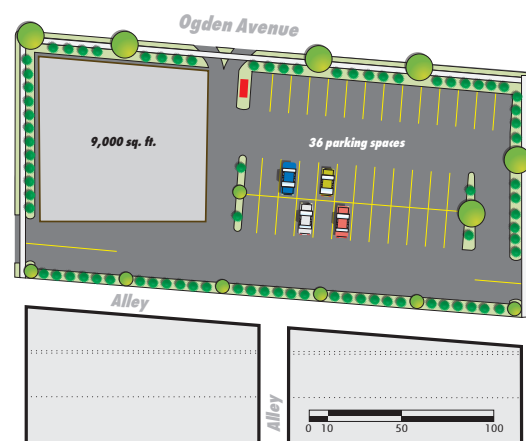 Ogden Avenue
9,000 sq. ft.
36 parking spaces
Alley
Alley
0 10 50 100